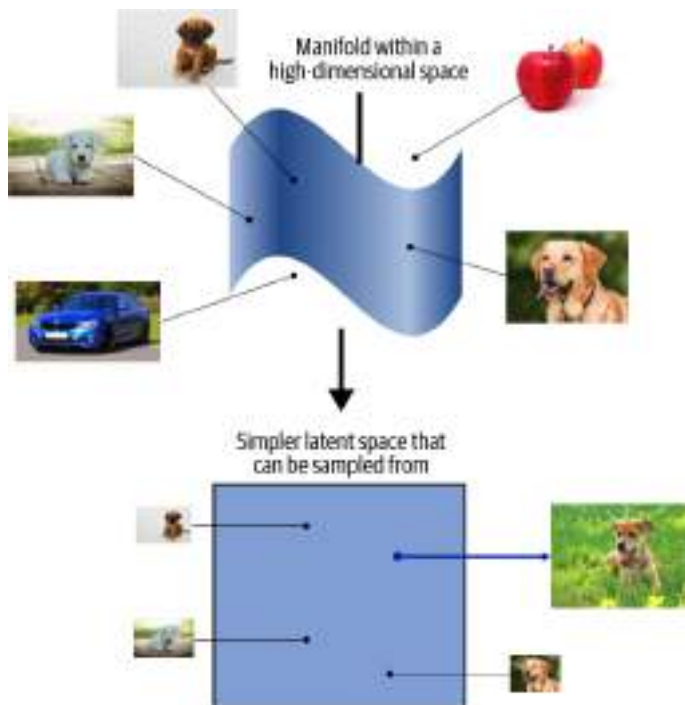 Manifold within a
high-dimensional space
Simpler latent space that
can be sampled from